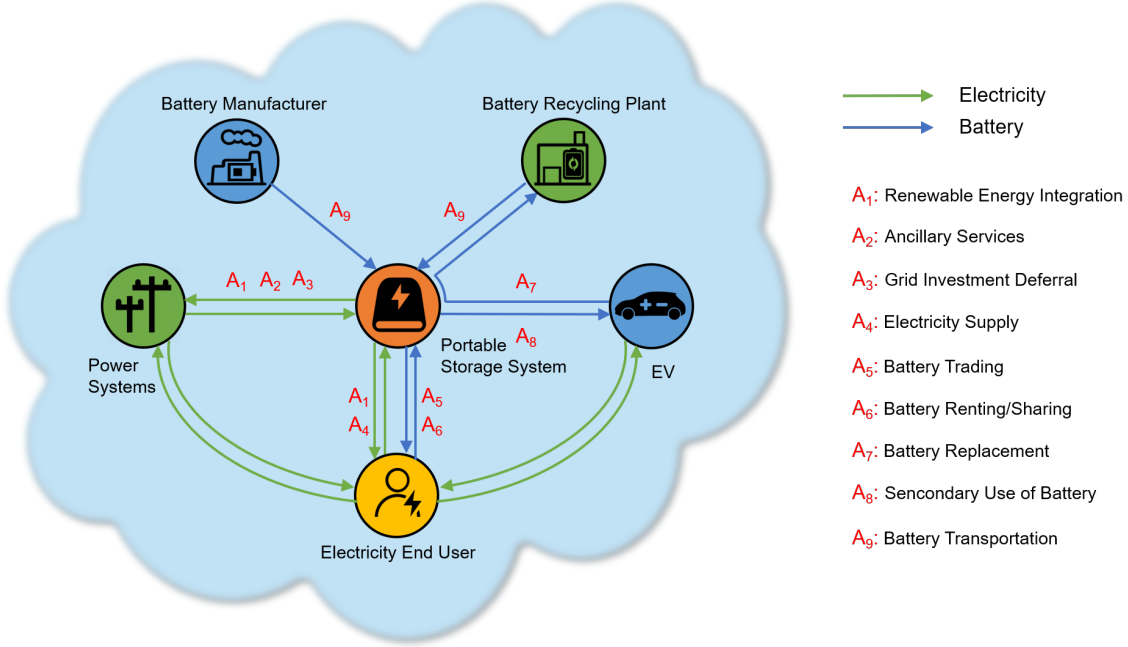 Battery Manufacturer
Battery Recycling Plant
A9
A9
A1 A2 A3
A7
A8
Power
Systems
Portable
Storage System
EV
A1
A4
A5
A6
Electricity End User
Electricity
Battery
A1: Renewable Energy Integration
A2: Ancillary Services
A3: Grid Investment Deferral
A4: Electricity Supply
A5: Battery Trading
A6: Battery Renting/Sharing
A7: Battery Replacement
A8: Sencondary Use of Battery
A9: Battery Transportation